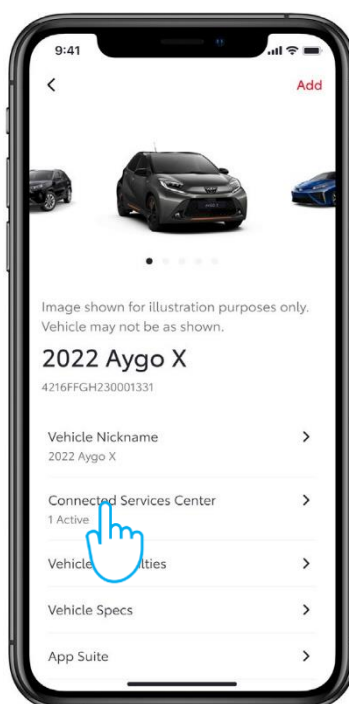 9:41
Add
Image shown for illustration purposes only.
Vehicle may not be as shown.
2022 Aygo X
4216FFGH230001331
Vehicle Nickname
2022 Aygo X
Connected Services Center
1 Active
Vehicle
Vehicle Specs
App Suite